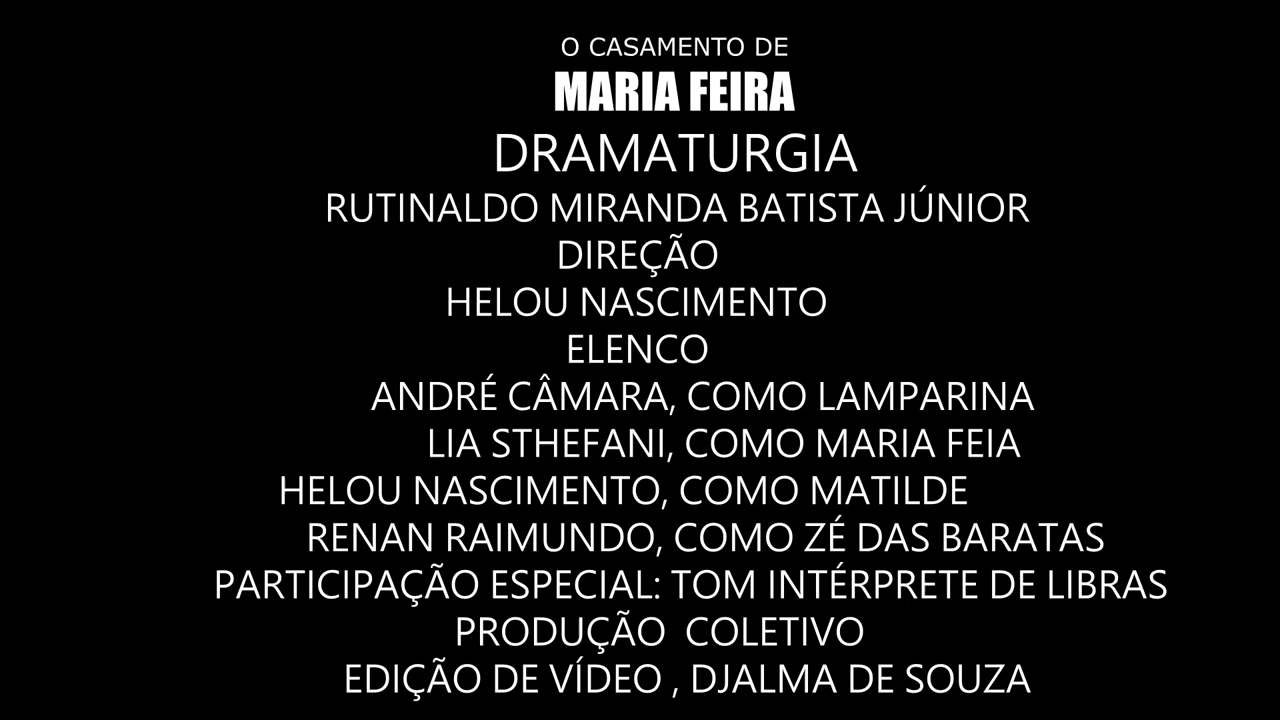 O CASAMENTO DE
MARIA FEIRA
DRAMATURGIA
RUTINALDO MIRANDA BATISTA JÚNIOR
DIREÇÃO
HELOU NASCIMENTO
ELENCO
ANDRÉ CÂMARA, COMO LAMPARINA
LIA STHEFANI, COMO MARIA FEIA
HELOU NASCIMENTO, COMO MATILDE
RENAN RAIMUNDO, COMO ZÉ DAS BARATAS
PARTICIPAÇÃO ESPECIAL: TOM INTÉRPRETE DE LIBRAS
PRODUÇÃO  COLETIVO
EDIÇÃO DE VÍDEO , DJALMA DE SOUZA